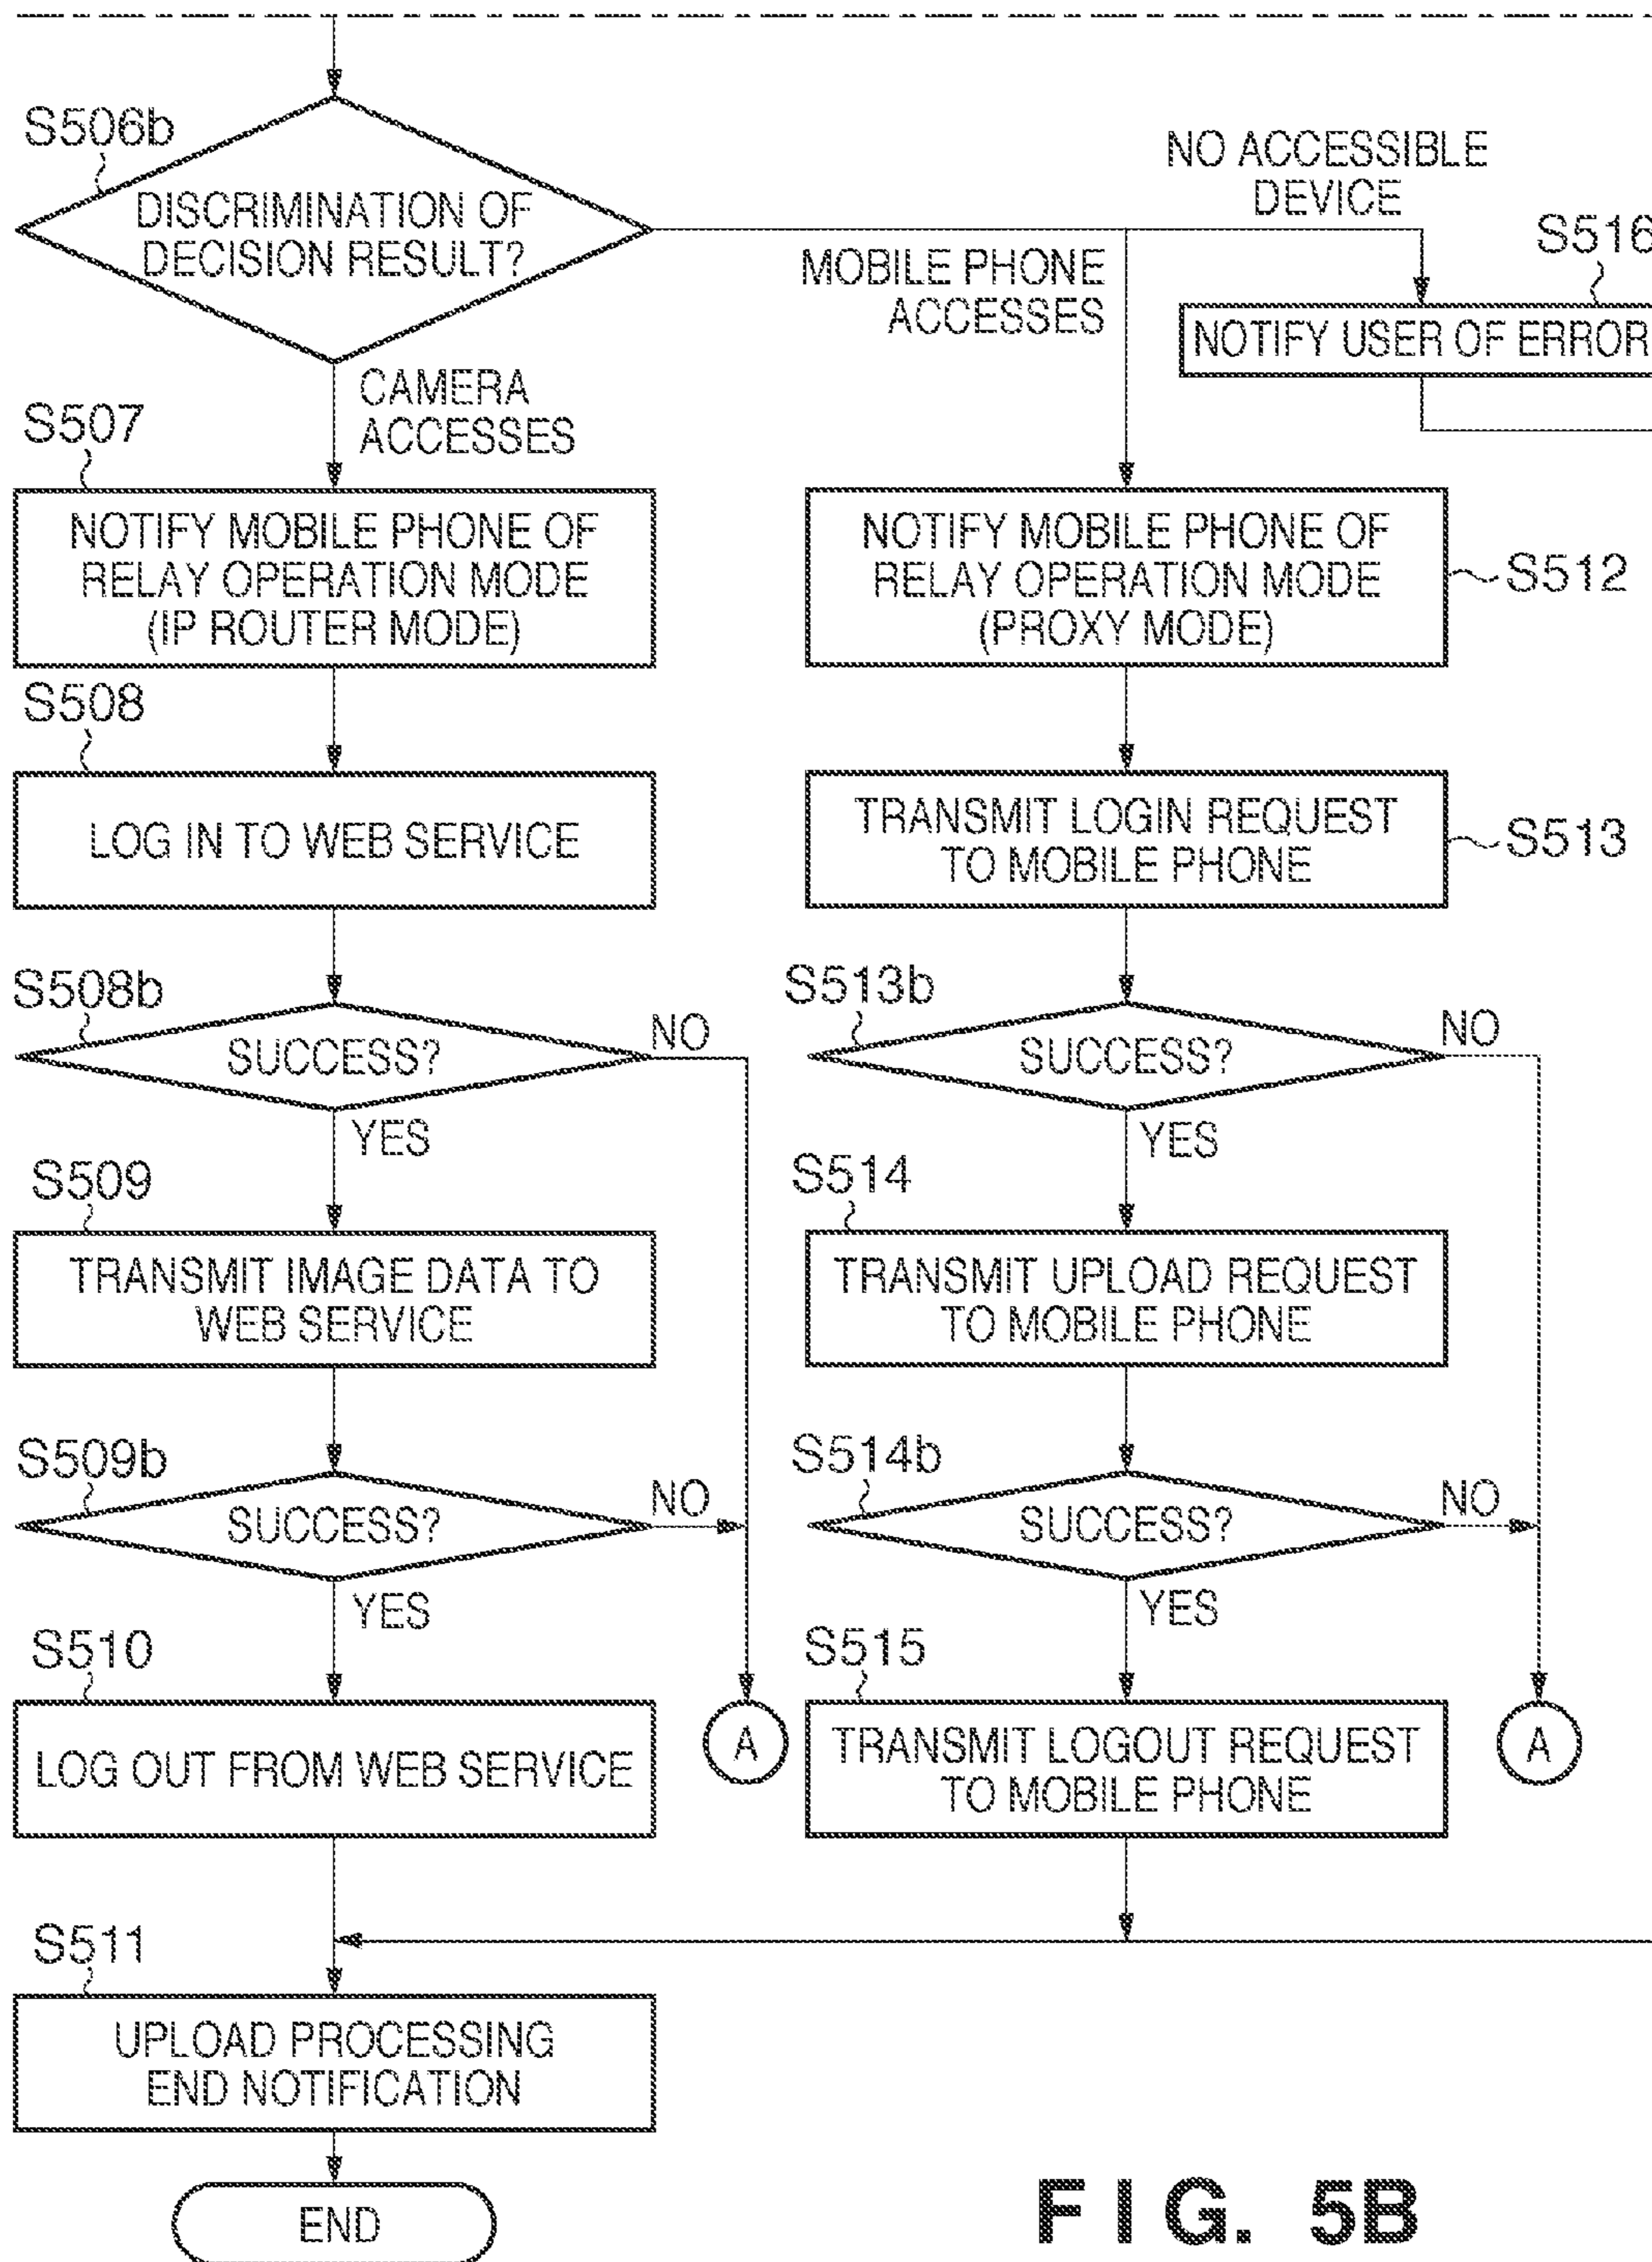 S506b
DISCRIMINATION OF
DECISION RESULT?
NO ACCESSIBLE
DEVICE
S516
MOBILE PHONE
ACCESSES
NOTIFY USER OF ERROR
CAMERA
ACCESSES
S507
NOTIFY MOBILE PHONE OF
RELAY OPERATION MODE
(IP ROUTER MODE)
NOTIFY MOBILE PHONE OF
RELAY OPERATION MODE
(PROXY MODE)
S512
S508
LOG IN TO WEB SERVICE
TRANSMIT LOGIN REQUEST
TO MOBILE PHONE
S513
S508b
SUCCESS?
NO
YES
S513b
SUCCESS?
NO
YES
S509
TRANSMIT IMAGE DATA TO
WEB SERVICE
S514
TRANSMIT UPLOAD REQUEST
TO MOBILE PHONE
S509b
SUCCESS?
NO
YES
S514b
SUCCESS?
NO
YES
S510
LOG OUT FROM WEB SERVICE
A
S515
TRANSMIT LOGOUT REQUEST
TO MOBILE PHONE
A
S511
UPLOAD PROCESSING
END NOTIFICATION
END
FIG. 5B